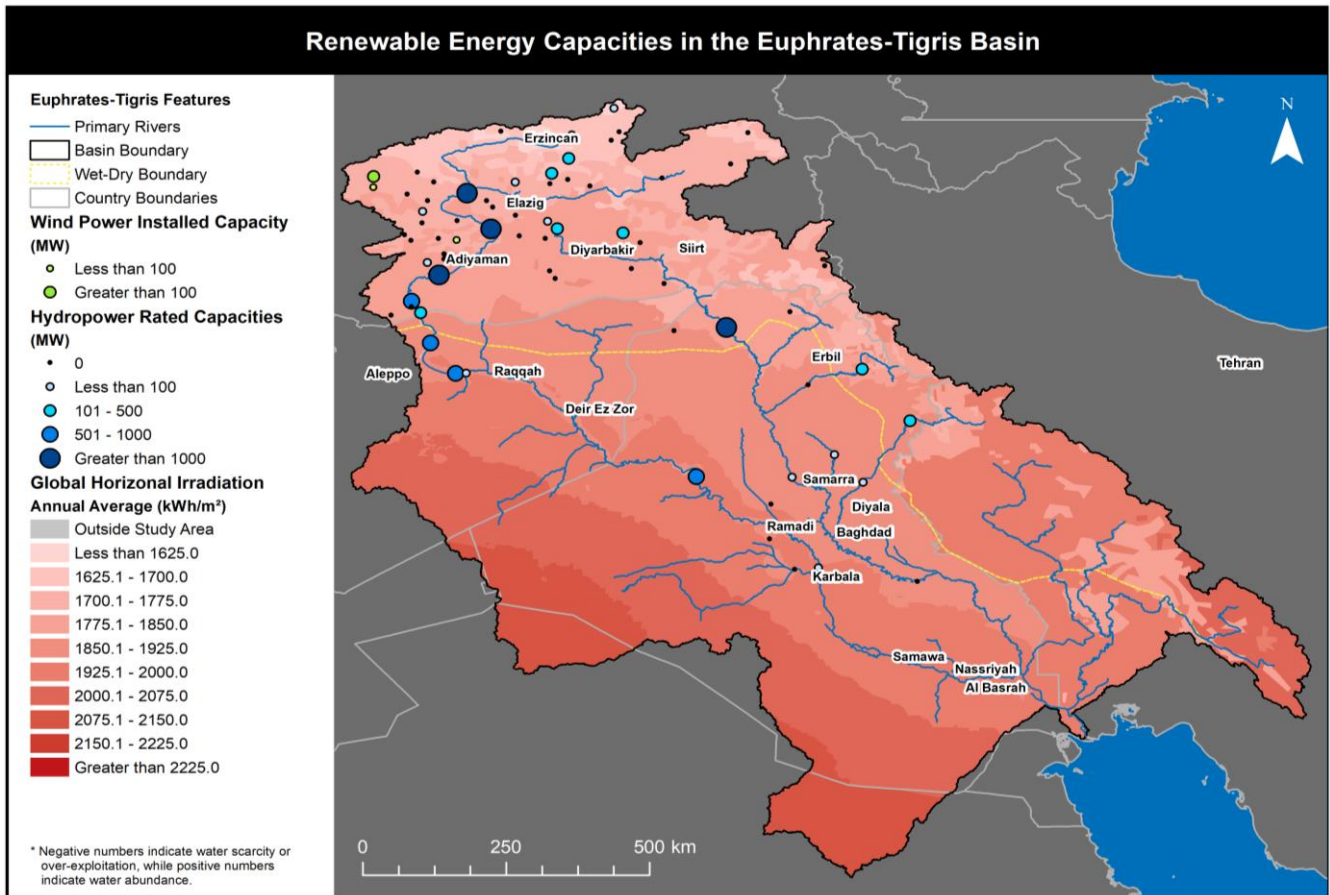 Renewable Energy Capacities in the Euphrates-Tigris Basin
Euphrates-Tigris Features
Primary Rivers
Basin Boundary
Wet-Dry Boundary
Country Boundaries
Wind Power Installed Capacity
(MW)
Less than 100
Greater than 100
Hydropower Rated Capacities
(MW)
0
Less than 100
101 - 500
501 - 1000
Greater than 1000
Global Horizonal Irradiation
Annual Average (kWh/m²)
Outside Study Area
Less than 1625.0
1625.1 - 1700.0
1700.1 - 1775.0
1775.1 - 1850.0
1850.1 - 1925.0
1925.1 - 2000.0
2000.1 - 2075.0
2075.1 - 2150.0
2150.1 - 2225.0
Greater than 2225.0
* Negative numbers indicate water scarcity or
over-exploitation, while positive numbers
indicate water abundance.
N
Erzincan
Elazig
Diyarbakir
Siirt
Adiyaman
Erbil
Tehran
Aleppo
Raqqah
Deir Ez Zor
Samarra
Diyala
Ramadi
Baghdad
Karbala
Samawa
Nassriyah
Al Basrah
0 250 500 km